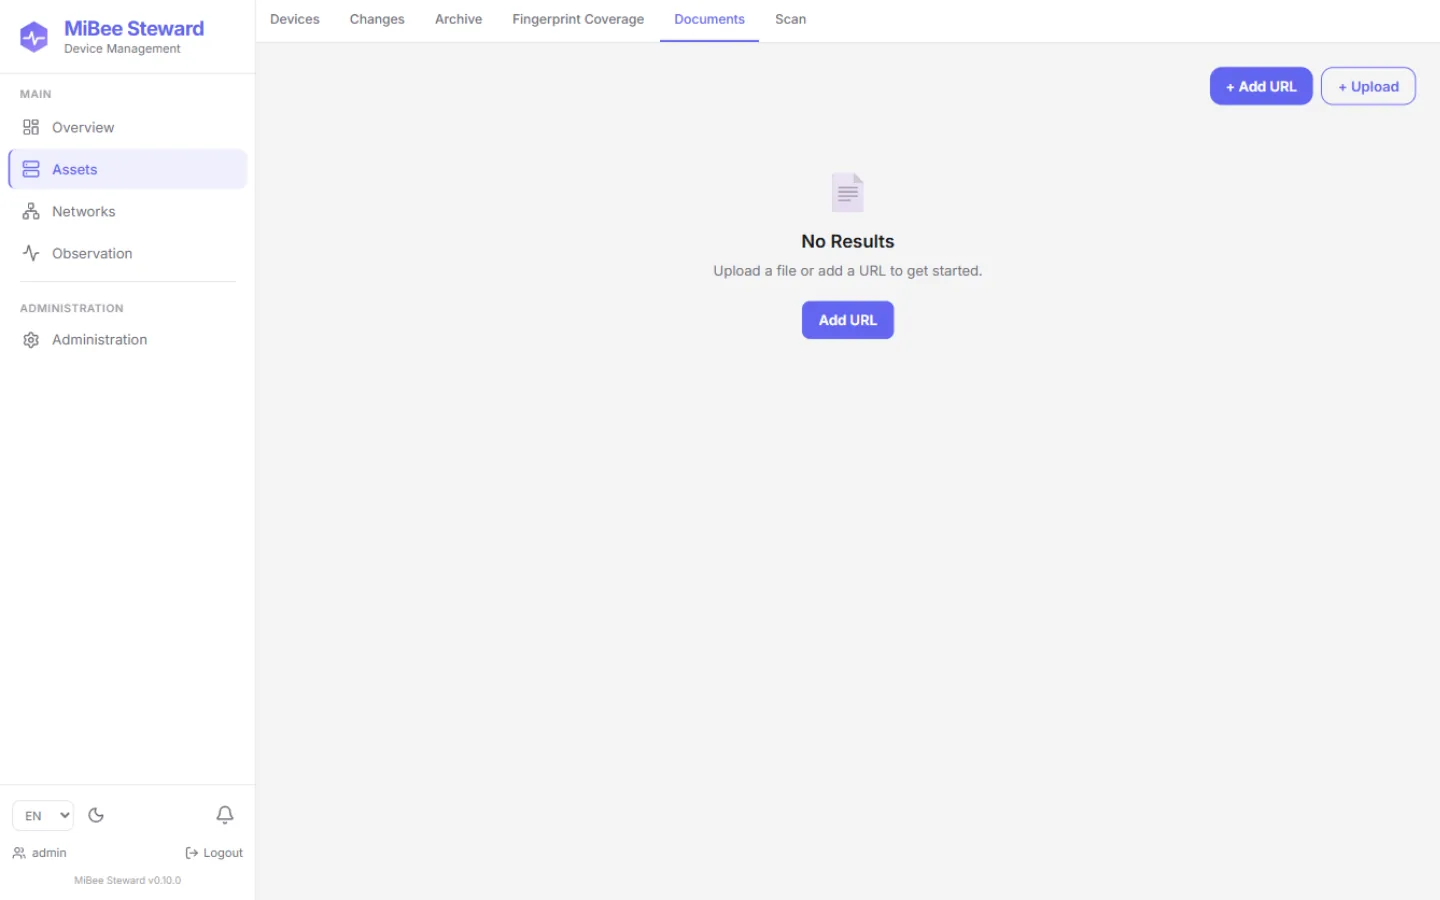 MiBee Steward
Device Management
MAIN
Overview
Assets
Networks
Observation
ADMINISTRATION
Administration
EN
admin
Logout
MiBee Steward v0.10.0
Devices
Changes
Archive
Fingerprint Coverage
Documents
Scan
+ Add URL
+ Upload
No Results
Upload a file or add a URL to get started.
Add URL